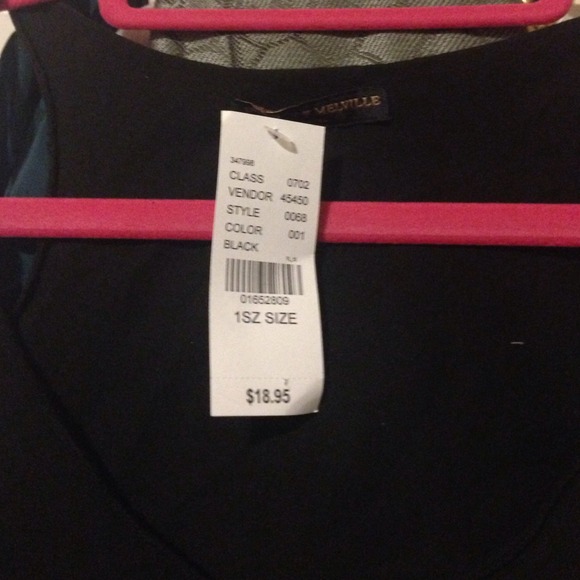 MELVILLE
347998
CLASS 0702
VENDOR 45450
STYLE 0068
COLOR 001
BLACK
01652809
1SZ SIZE
$18.95